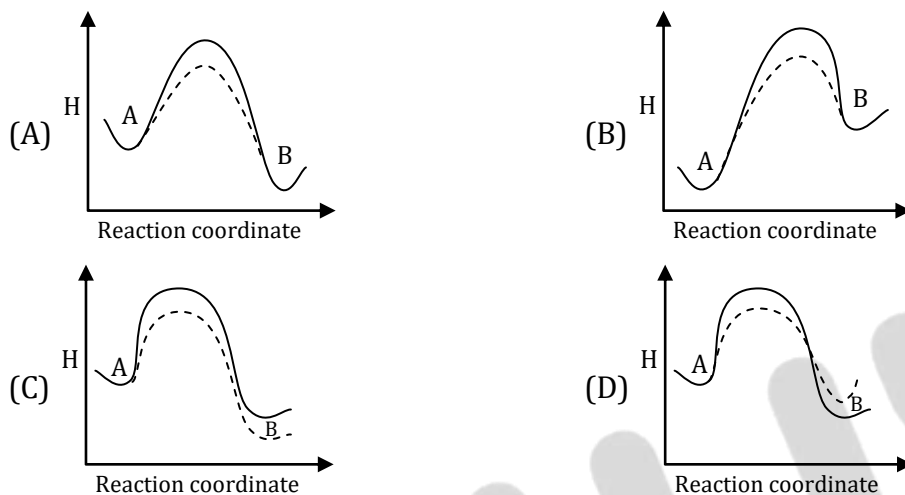 (A)
H
A
B
Reaction coordinate
(B)
H
A
B
Reaction coordinate
(C)
H
A
B
Reaction coordinate
(D)
H
A
B
Reaction coordinate